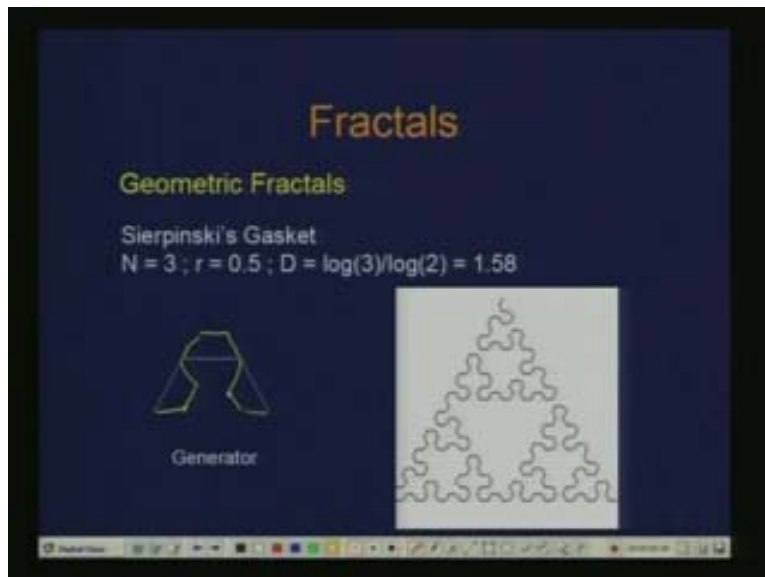 Fractals
Geometric Fractals
Sierpinski's Gasket
N = 3 ; r = 0.5 ; D = log(3)/log(2) = 1.58
Generator